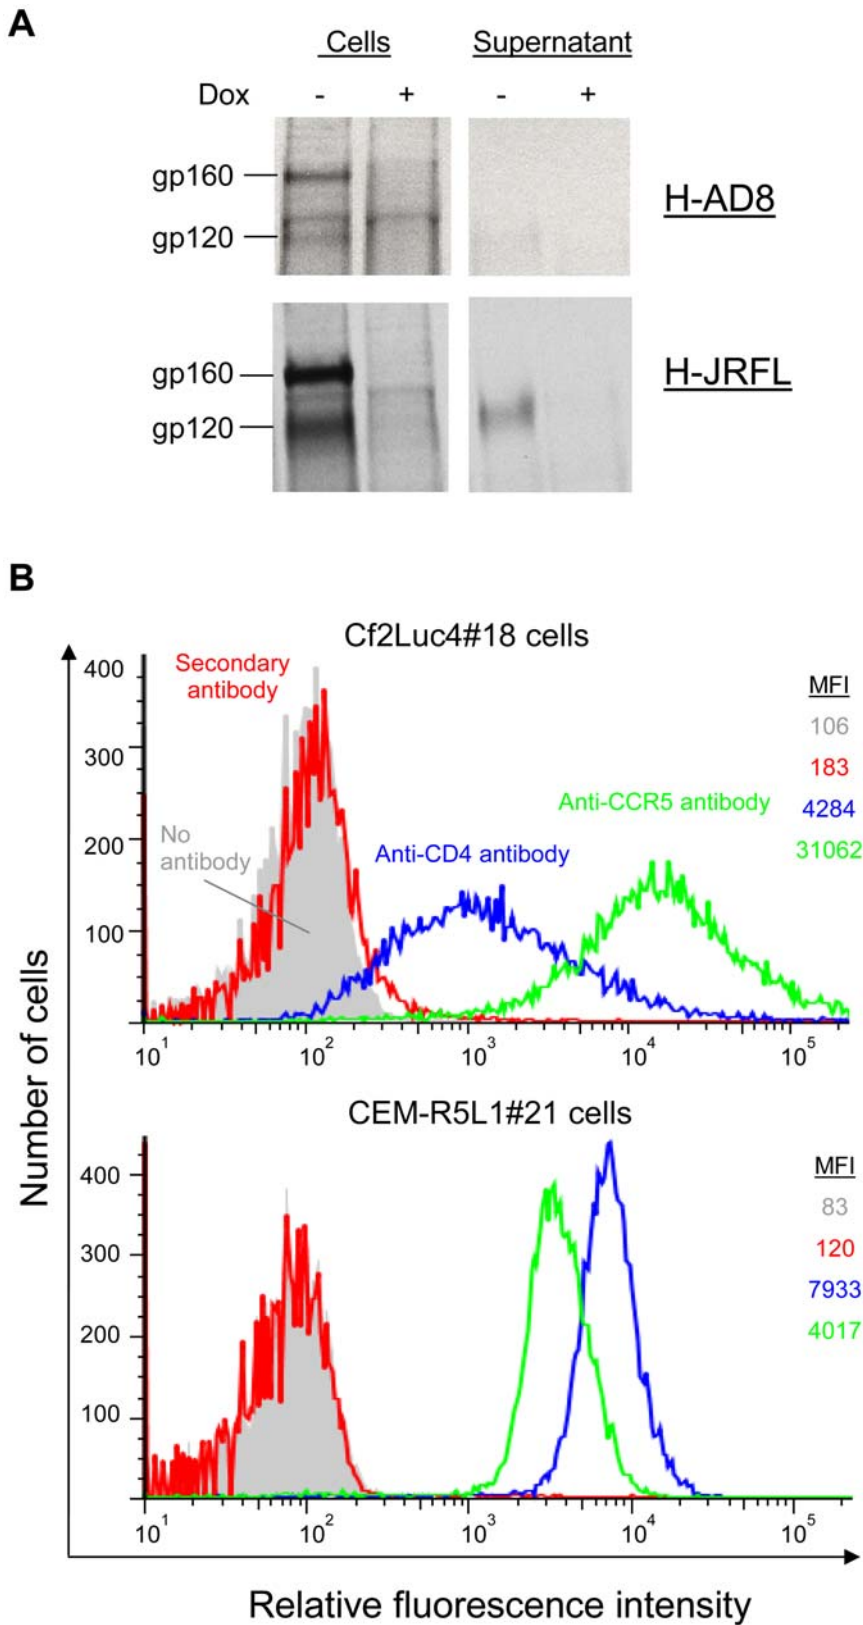 A
Cells Supernatant
Dox - + - +
gp160
gp120
H-AD8
gp160
gp120
H-JRFL
B
Cf2Luc4#18 cells
Number of cells
400
300
200
100
Secondary
antibody
No
antibody
Anti-CD4 antibody
Anti-CCR5 antibody
MFI
106
183
4284
31062
10¹ 10² 10³ 10⁴ 10⁵
CEM-R5L1#21 cells
400
300
200
100
MFI
83
120
7933
4017
10¹ 10² 10³ 10⁴ 10⁵
Relative fluorescence intensity